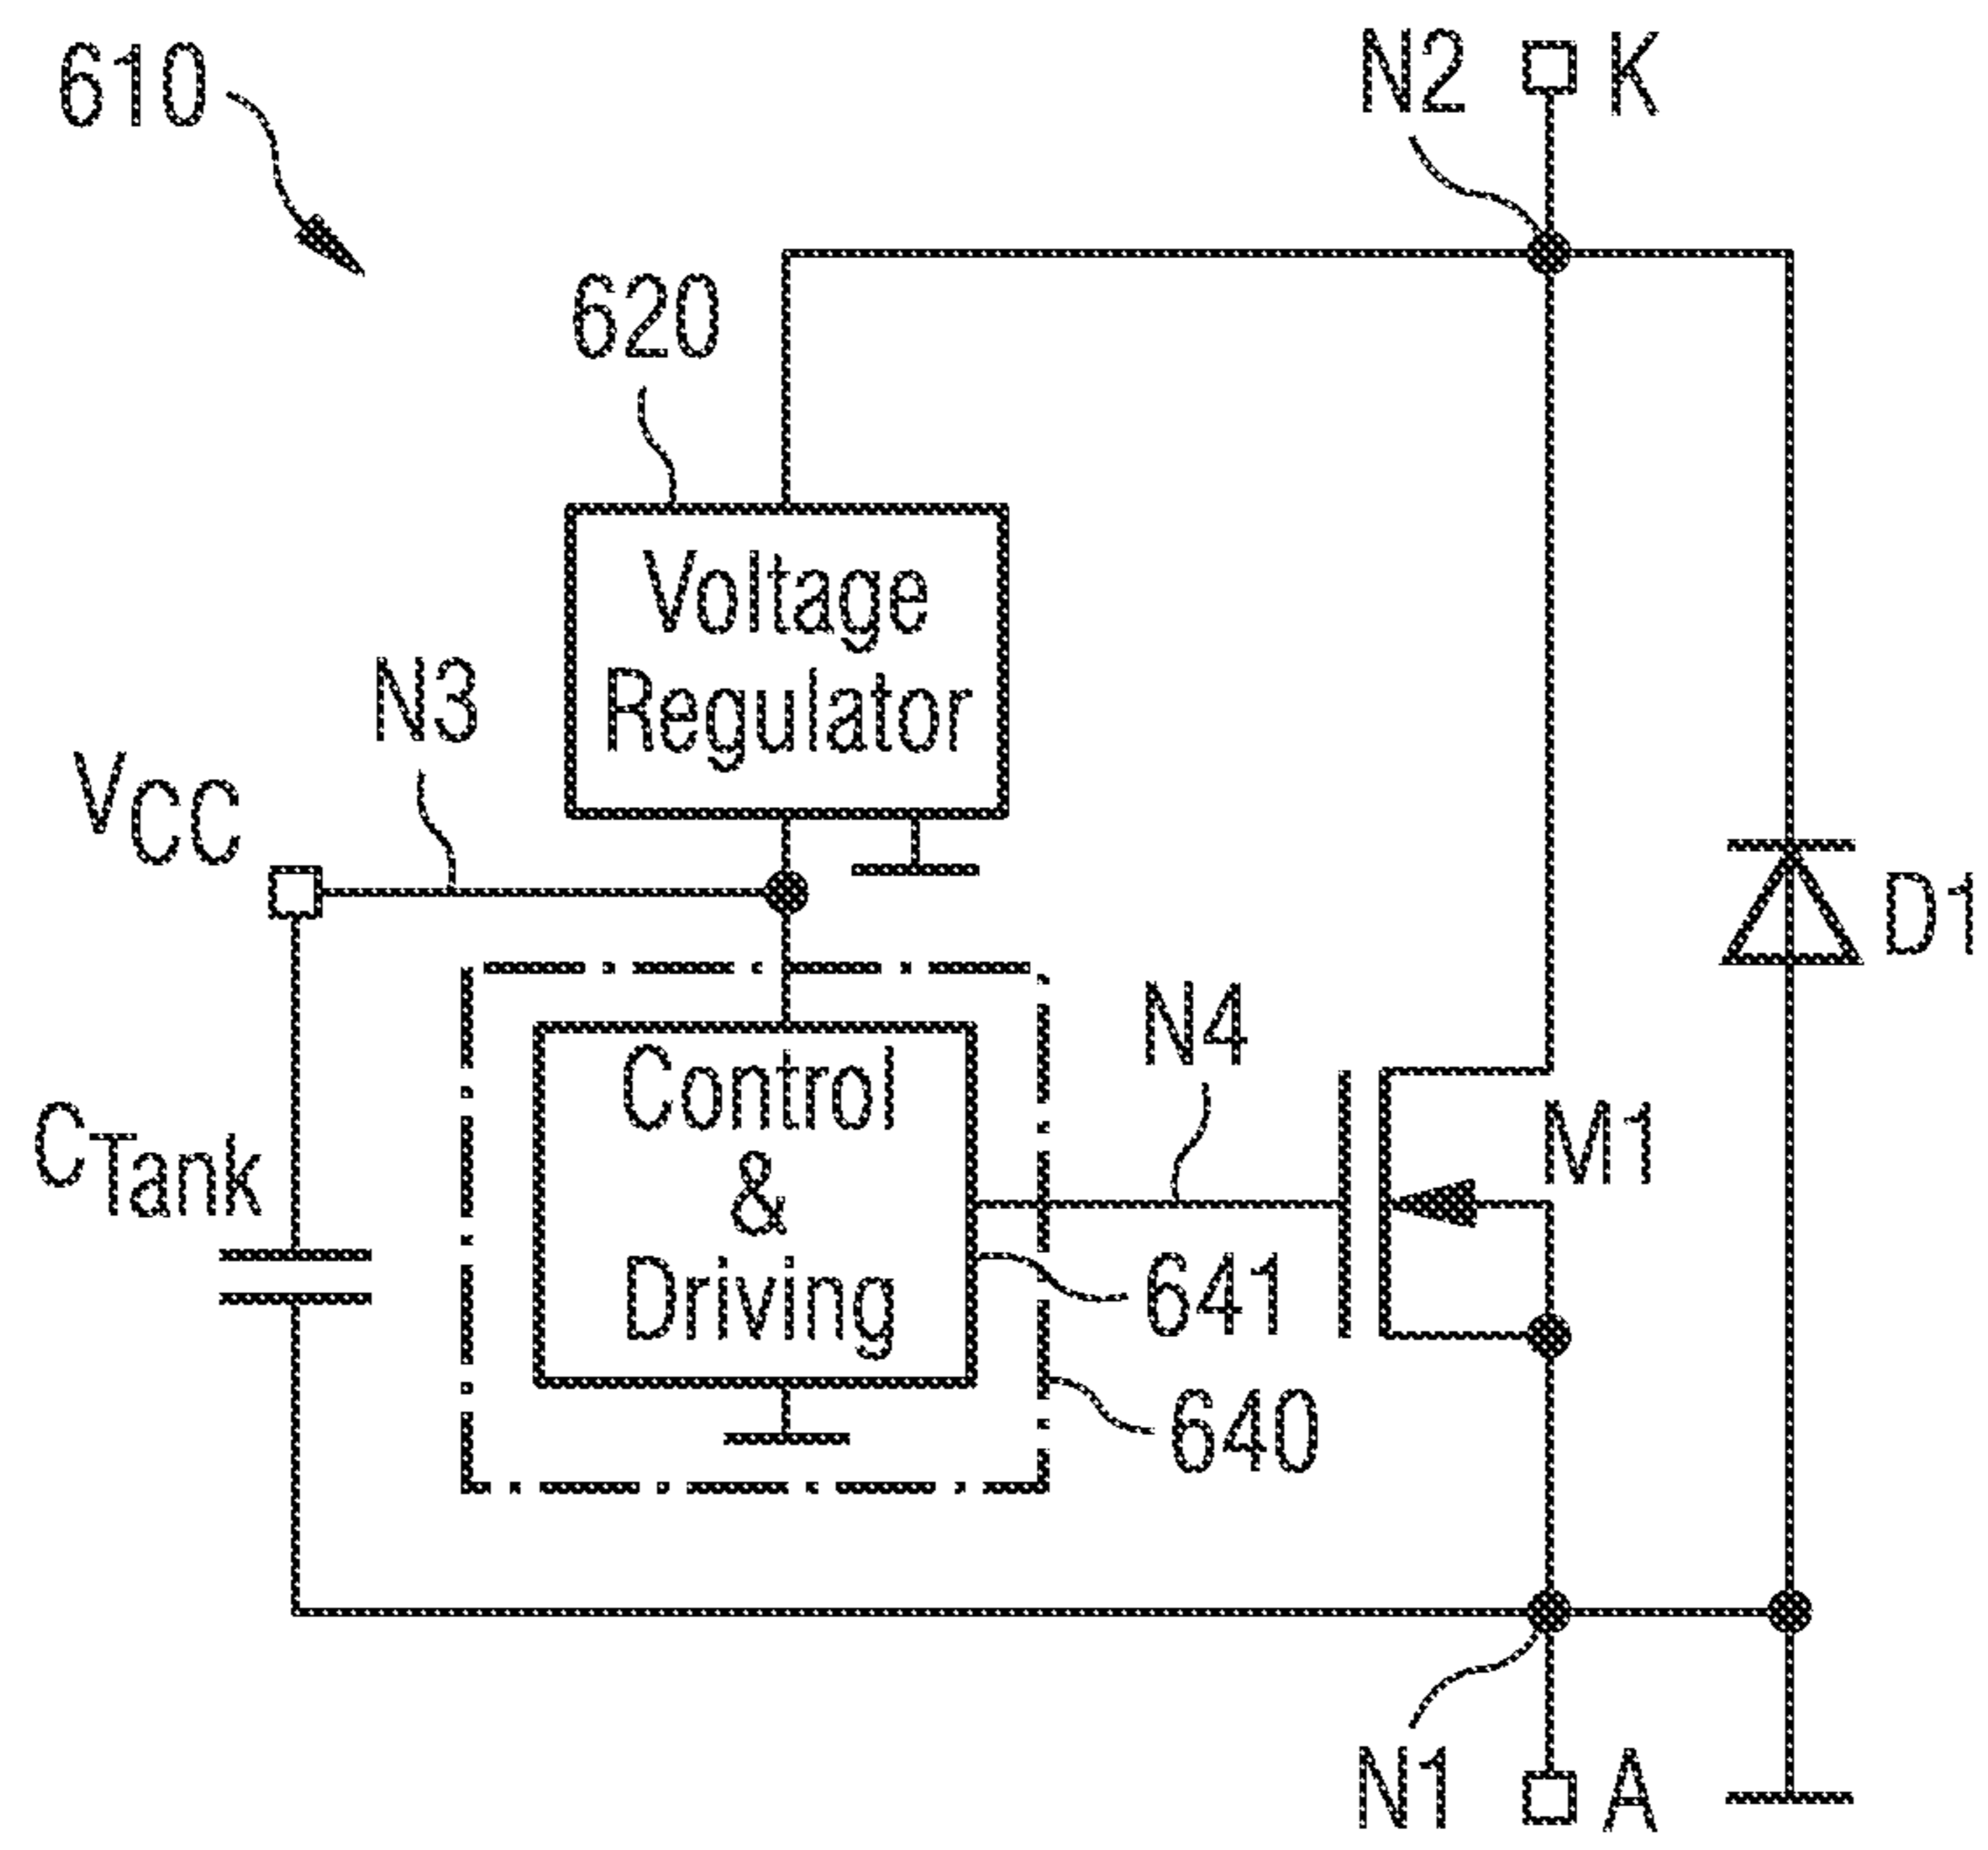 610
N2
K
620
Voltage
Regulator
N3
VCC
D1
N4
Control
&
Driving
M1
CTank
641
640
N1
A